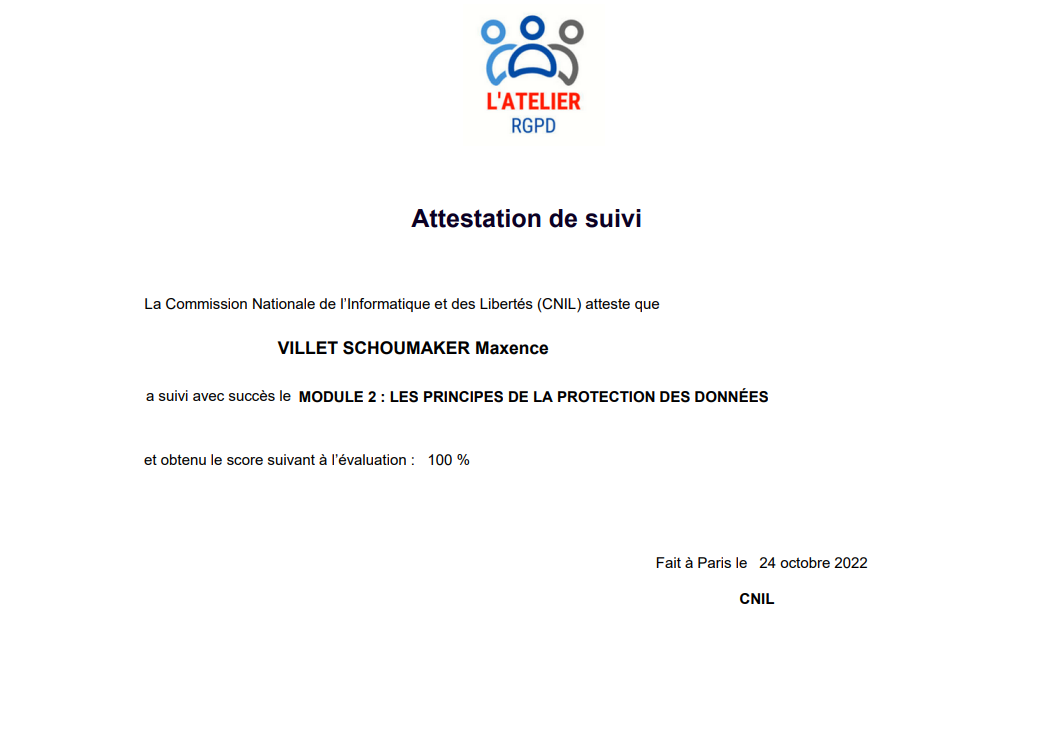 L'ATELIER
RGPD
Attestation de suivi
La Commission Nationale de l’Informatique et des Libertés (CNIL) atteste que
VILLET SCHOUMAKER Maxence
a suivi avec succès le MODULE 2 : LES PRINCIPES DE LA PROTECTION DES DONNÉES
et obtenu le score suivant à l’évaluation : 100 %
Fait à Paris le 24 octobre 2022
CNIL